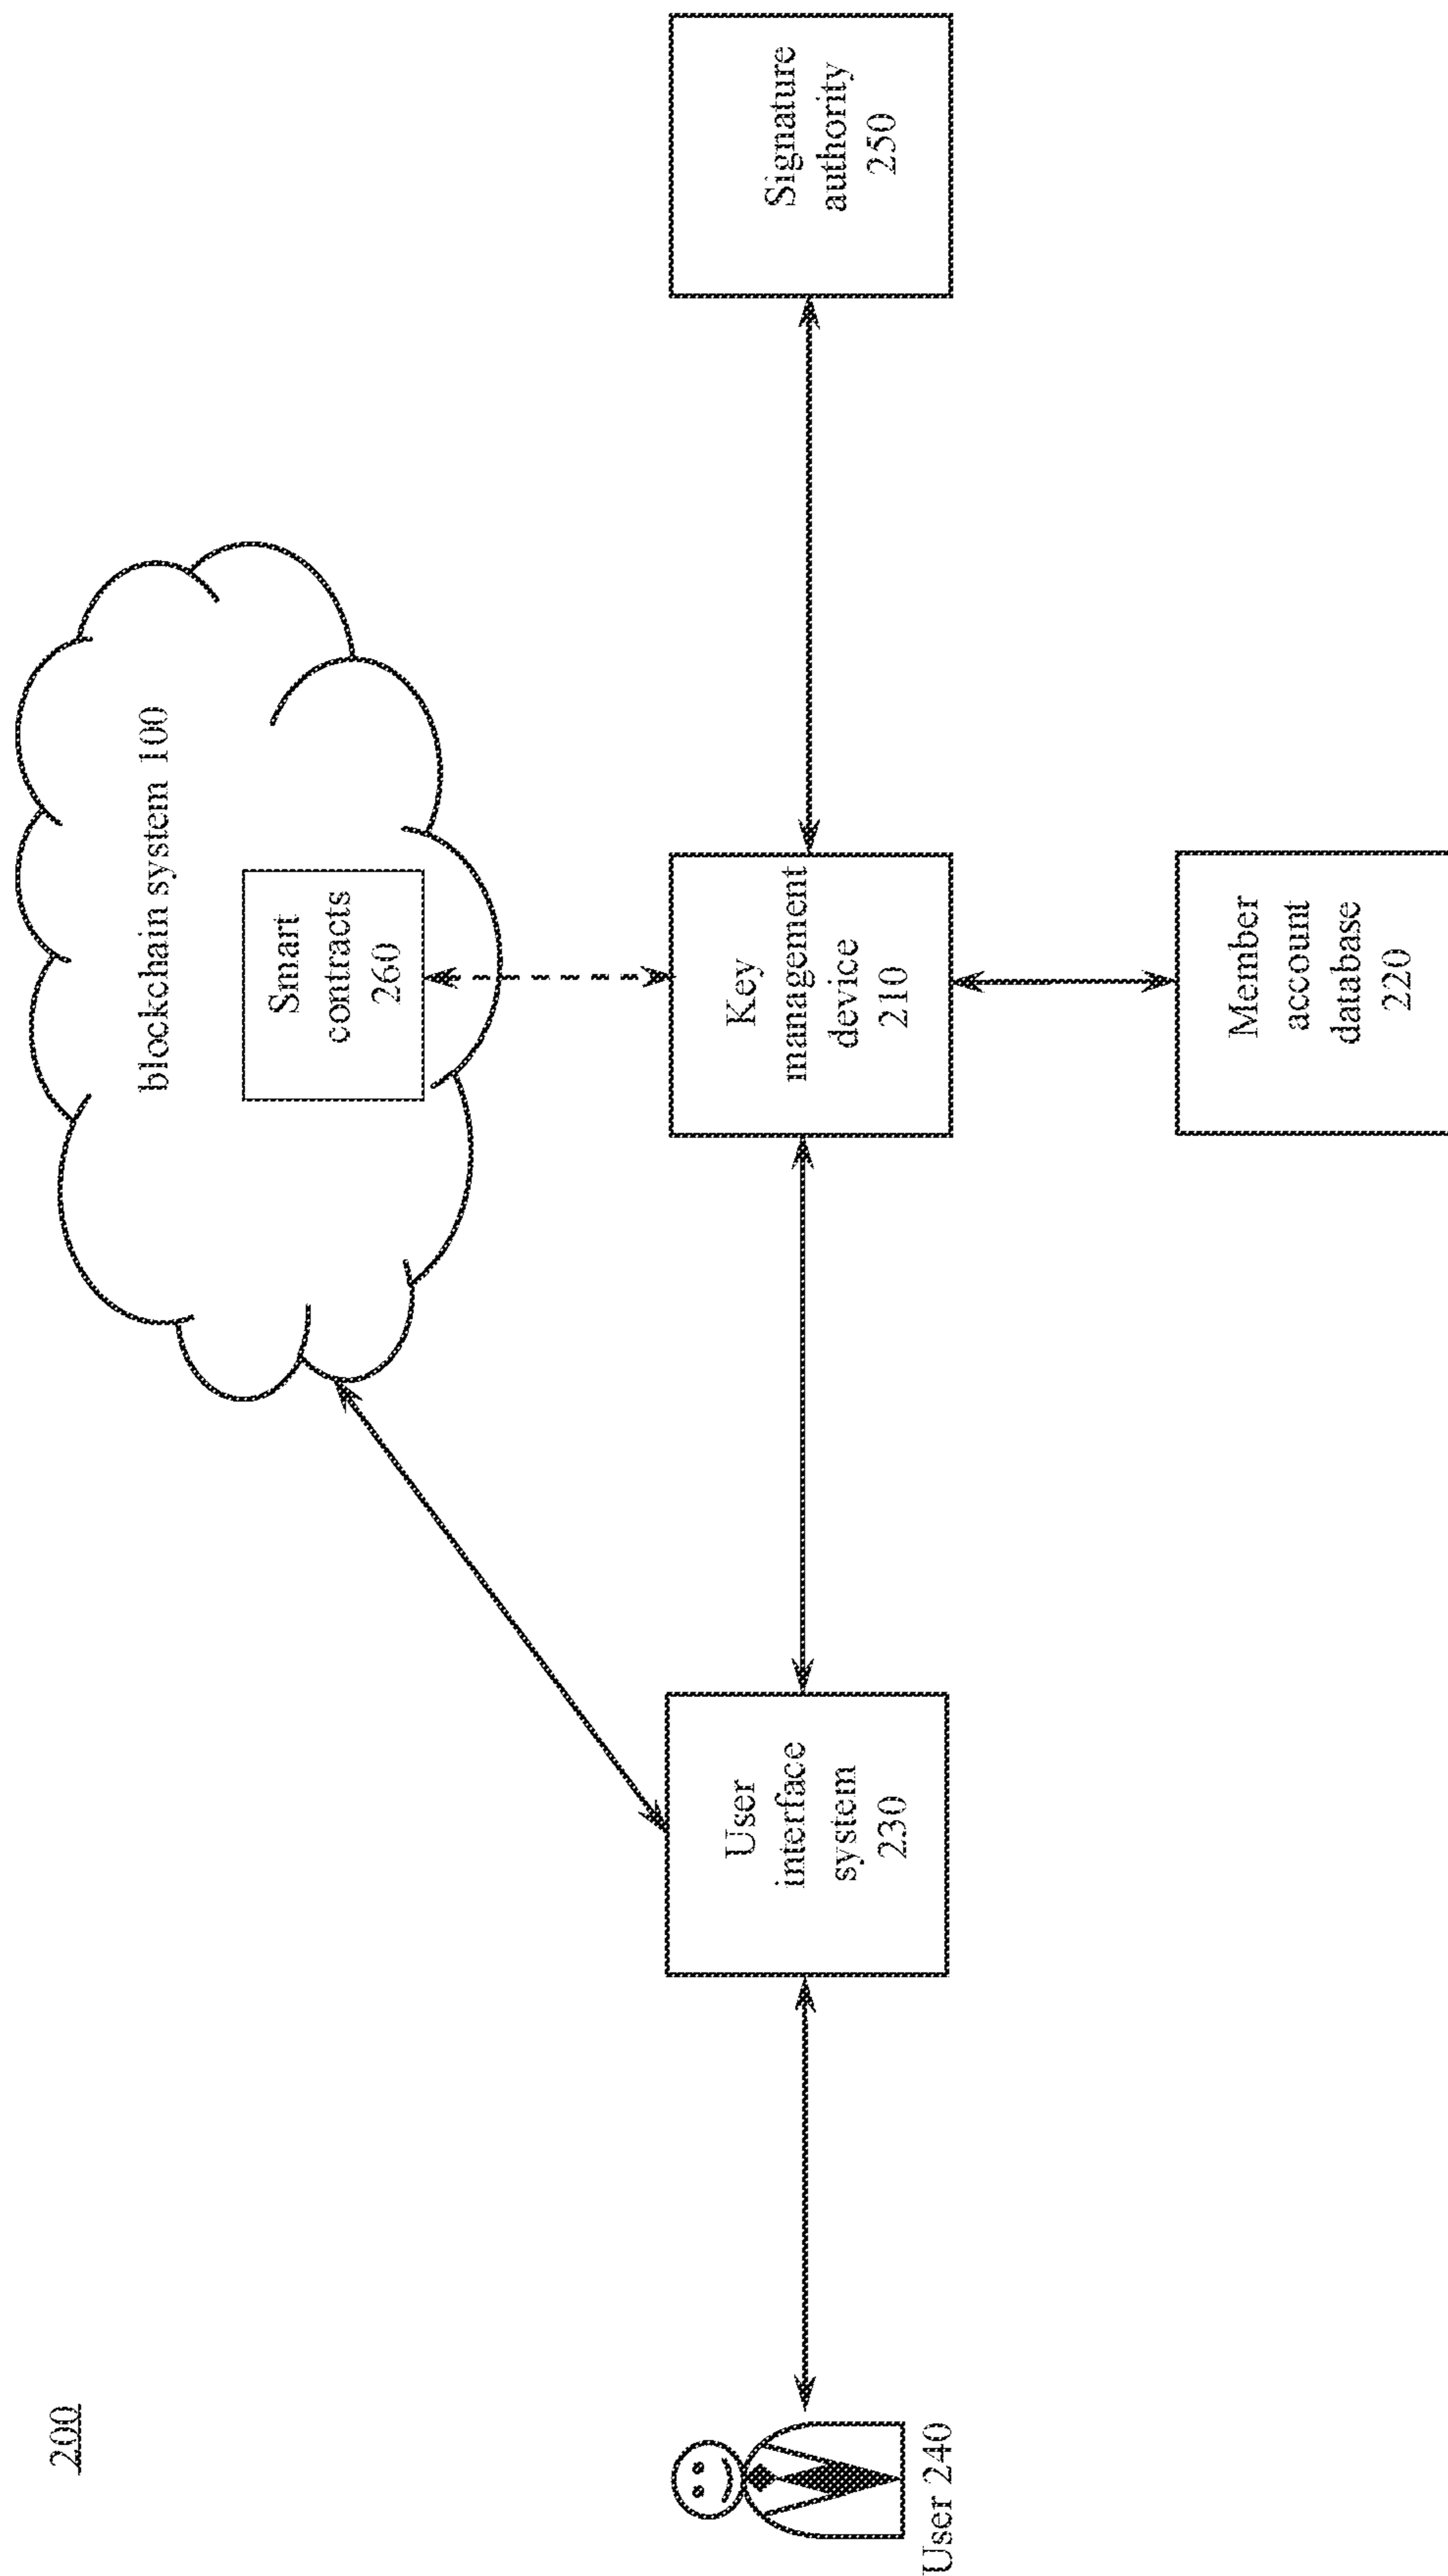 200
blockchain system 100
Smart
contracts
260
User 240
User
interface
system
230
Key
management
device
210
Signature
authority
250
Member
account
database
220